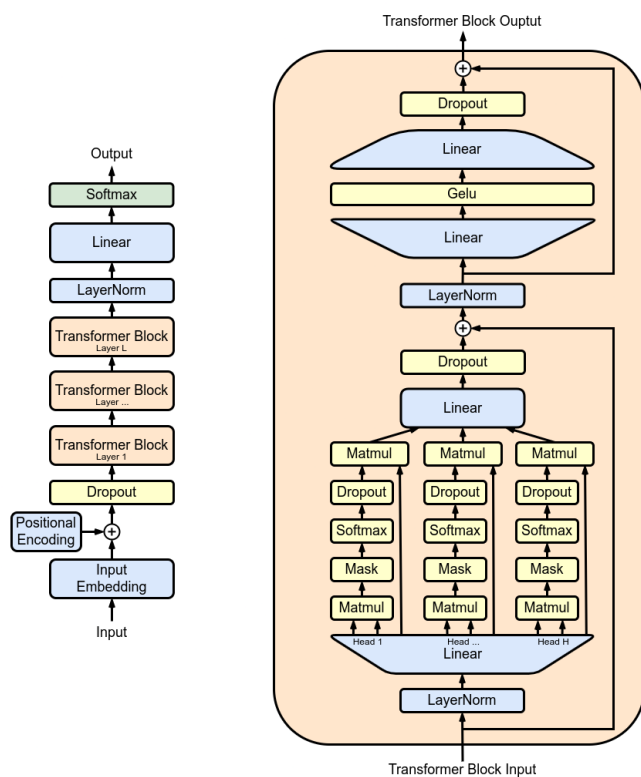 Output
Softmax
Linear
LayerNorm
Transformer Block
Layer L
Transformer Block
Layer ...
Transformer Block
Layer 1
Dropout
Positional
Encoding
+
Input
Embedding
Input
Transformer Block Ouptut
+
Dropout
Linear
Gelu
Linear
LayerNorm
+
Dropout
Linear
Matmul Matmul Matmul
Dropout Dropout Dropout
Softmax Softmax Softmax
Mask Mask Mask
Matmul Matmul Matmul
Head 1 Head ... Head H
Linear
LayerNorm
Transformer Block Input